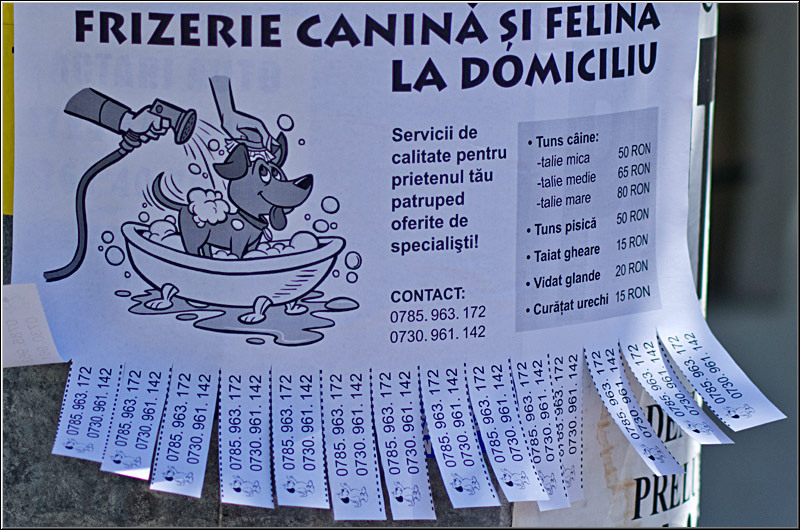 FRIZERIE CANINĂ ŞI FELINA
LA DOMICILIU
Servicii de
calitate pentru
prietenul tău
patruped
oferite de
specialişti!
CONTACT:
0785. 963. 172
0730. 961. 142
• Tuns câine:
-talie mica 50 RON
-talie medie 65 RON
-talie mare 80 RON
• Tuns pisică 50 RON
• Taiat gheare 15 RON
• Vidat glande 20 RON
• Curăţat urechi 15 RON
0785. 963. 172
0730. 961. 142
0785. 963. 172
0730. 961. 142
0785. 963. 172
0730. 961. 142
0785. 963. 172
0730. 961. 142
0785. 963. 172
0730. 961. 142
0785. 963. 172
0730. 961. 142
0785. 963. 172
0730. 961. 142
0785. 963. 172
0730. 961. 142
0785. 963. 172
0730. 961. 142
0785. 963. 172
0730. 961. 142
0785. 963. 172
0730. 961. 142
0785. 963. 172
0730. 961. 142
0785. 963. 172
0730. 961. 142